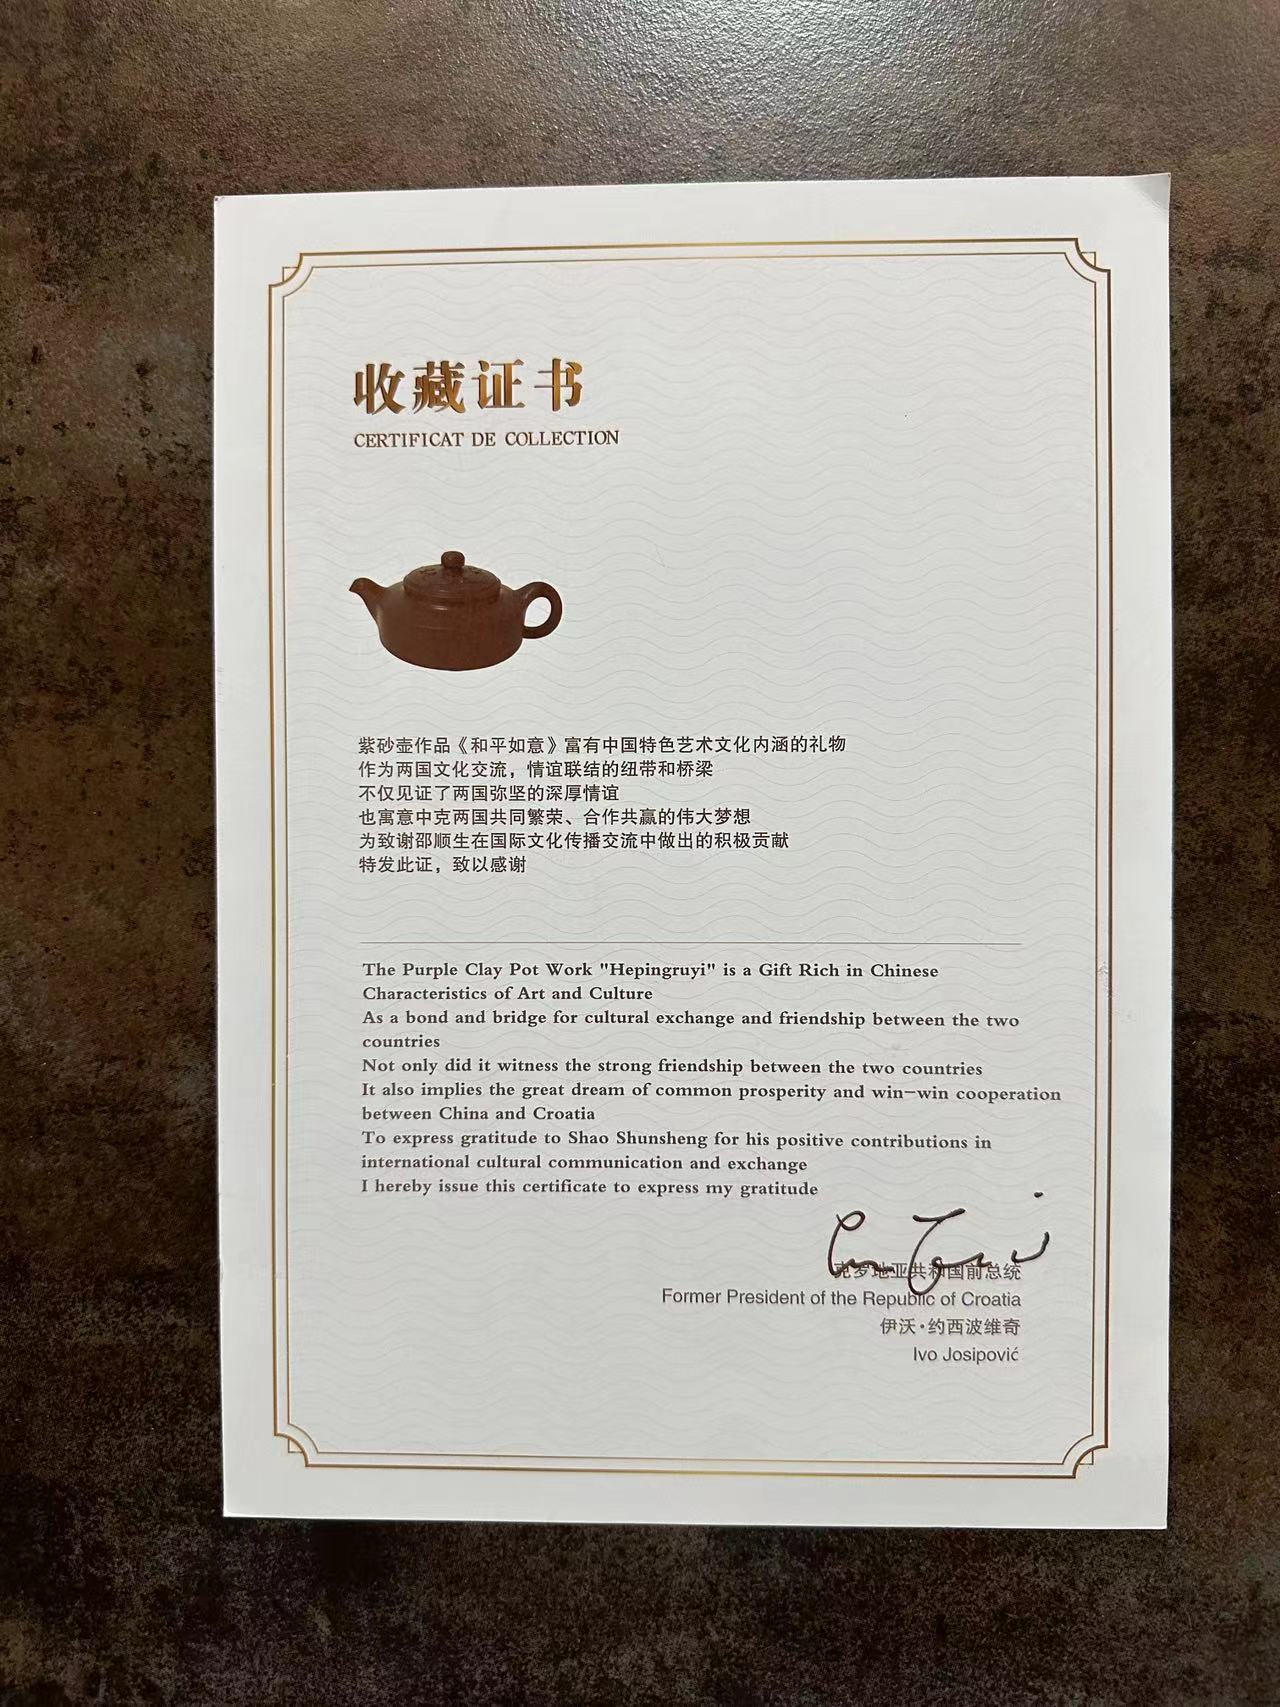 收藏证书
CERTIFICAT DE COLLECTION
紫砂壶作品《和平如意》富有中国特色艺术文化内涵的礼物
作为两国文化交流，情谊联结的纽带和桥梁
不仅见证了两国弥坚的深厚情谊
也寓意中克两国共同繁荣、合作共赢的伟大梦想
为致谢邵顺生在国际文化传播交流中做出的积极贡献
特发此证，致以感谢
The Purple Clay Pot Work "Hepingruyi" is a Gift Rich in Chinese
Characteristics of Art and Culture
As a bond and bridge for cultural exchange and friendship between the two
countries
Not only did it witness the strong friendship between the two countries
It also implies the great dream of common prosperity and win-win cooperation
between China and Croatia
To express gratitude to Shao Shunsheng for his positive contributions in
international cultural communication and exchange
I hereby issue this certificate to express my gratitude
克罗地亚共和国前总统
Former President of the Republic of Croatia
伊沃·约西波维奇
Ivo Josipović